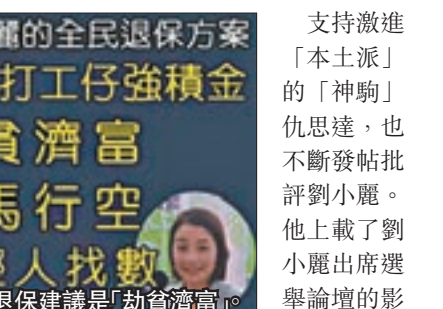 麗的全民退保方案
打工仔強積金
貧濟富
馬行空
人找數
退保建議是「劫貧濟富」。
支持激進
「本土派」
的「神駒」
仇思達，也
不斷發帖批
評劉小麗。
他上載了劉
小麗出席選
舉論壇的影